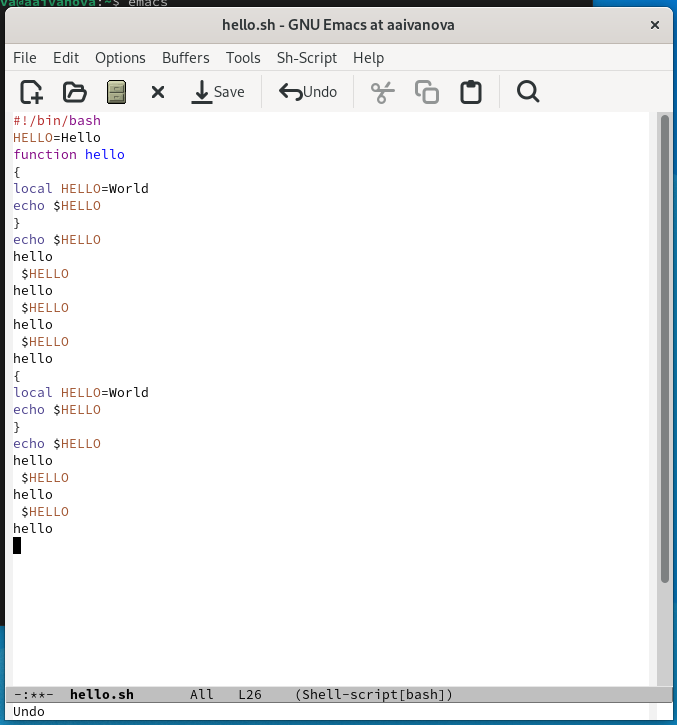 va@aaivanova:~$ emacs
hello.sh - GNU Emacs at aaivanova
File Edit Options Buffers Tools Sh-Script Help
Save Undo
#!/bin/bash
HELLO=Hello
function hello
{
local HELLO=World
echo $HELLO
}
echo $HELLO
hello
 $HELLO
hello
 $HELLO
hello
 $HELLO
hello
{
local HELLO=World
echo $HELLO
}
echo $HELLO
hello
 $HELLO
hello
 $HELLO
hello
-:**- hello.sh All L26 (Shell-script[bash])
Undo